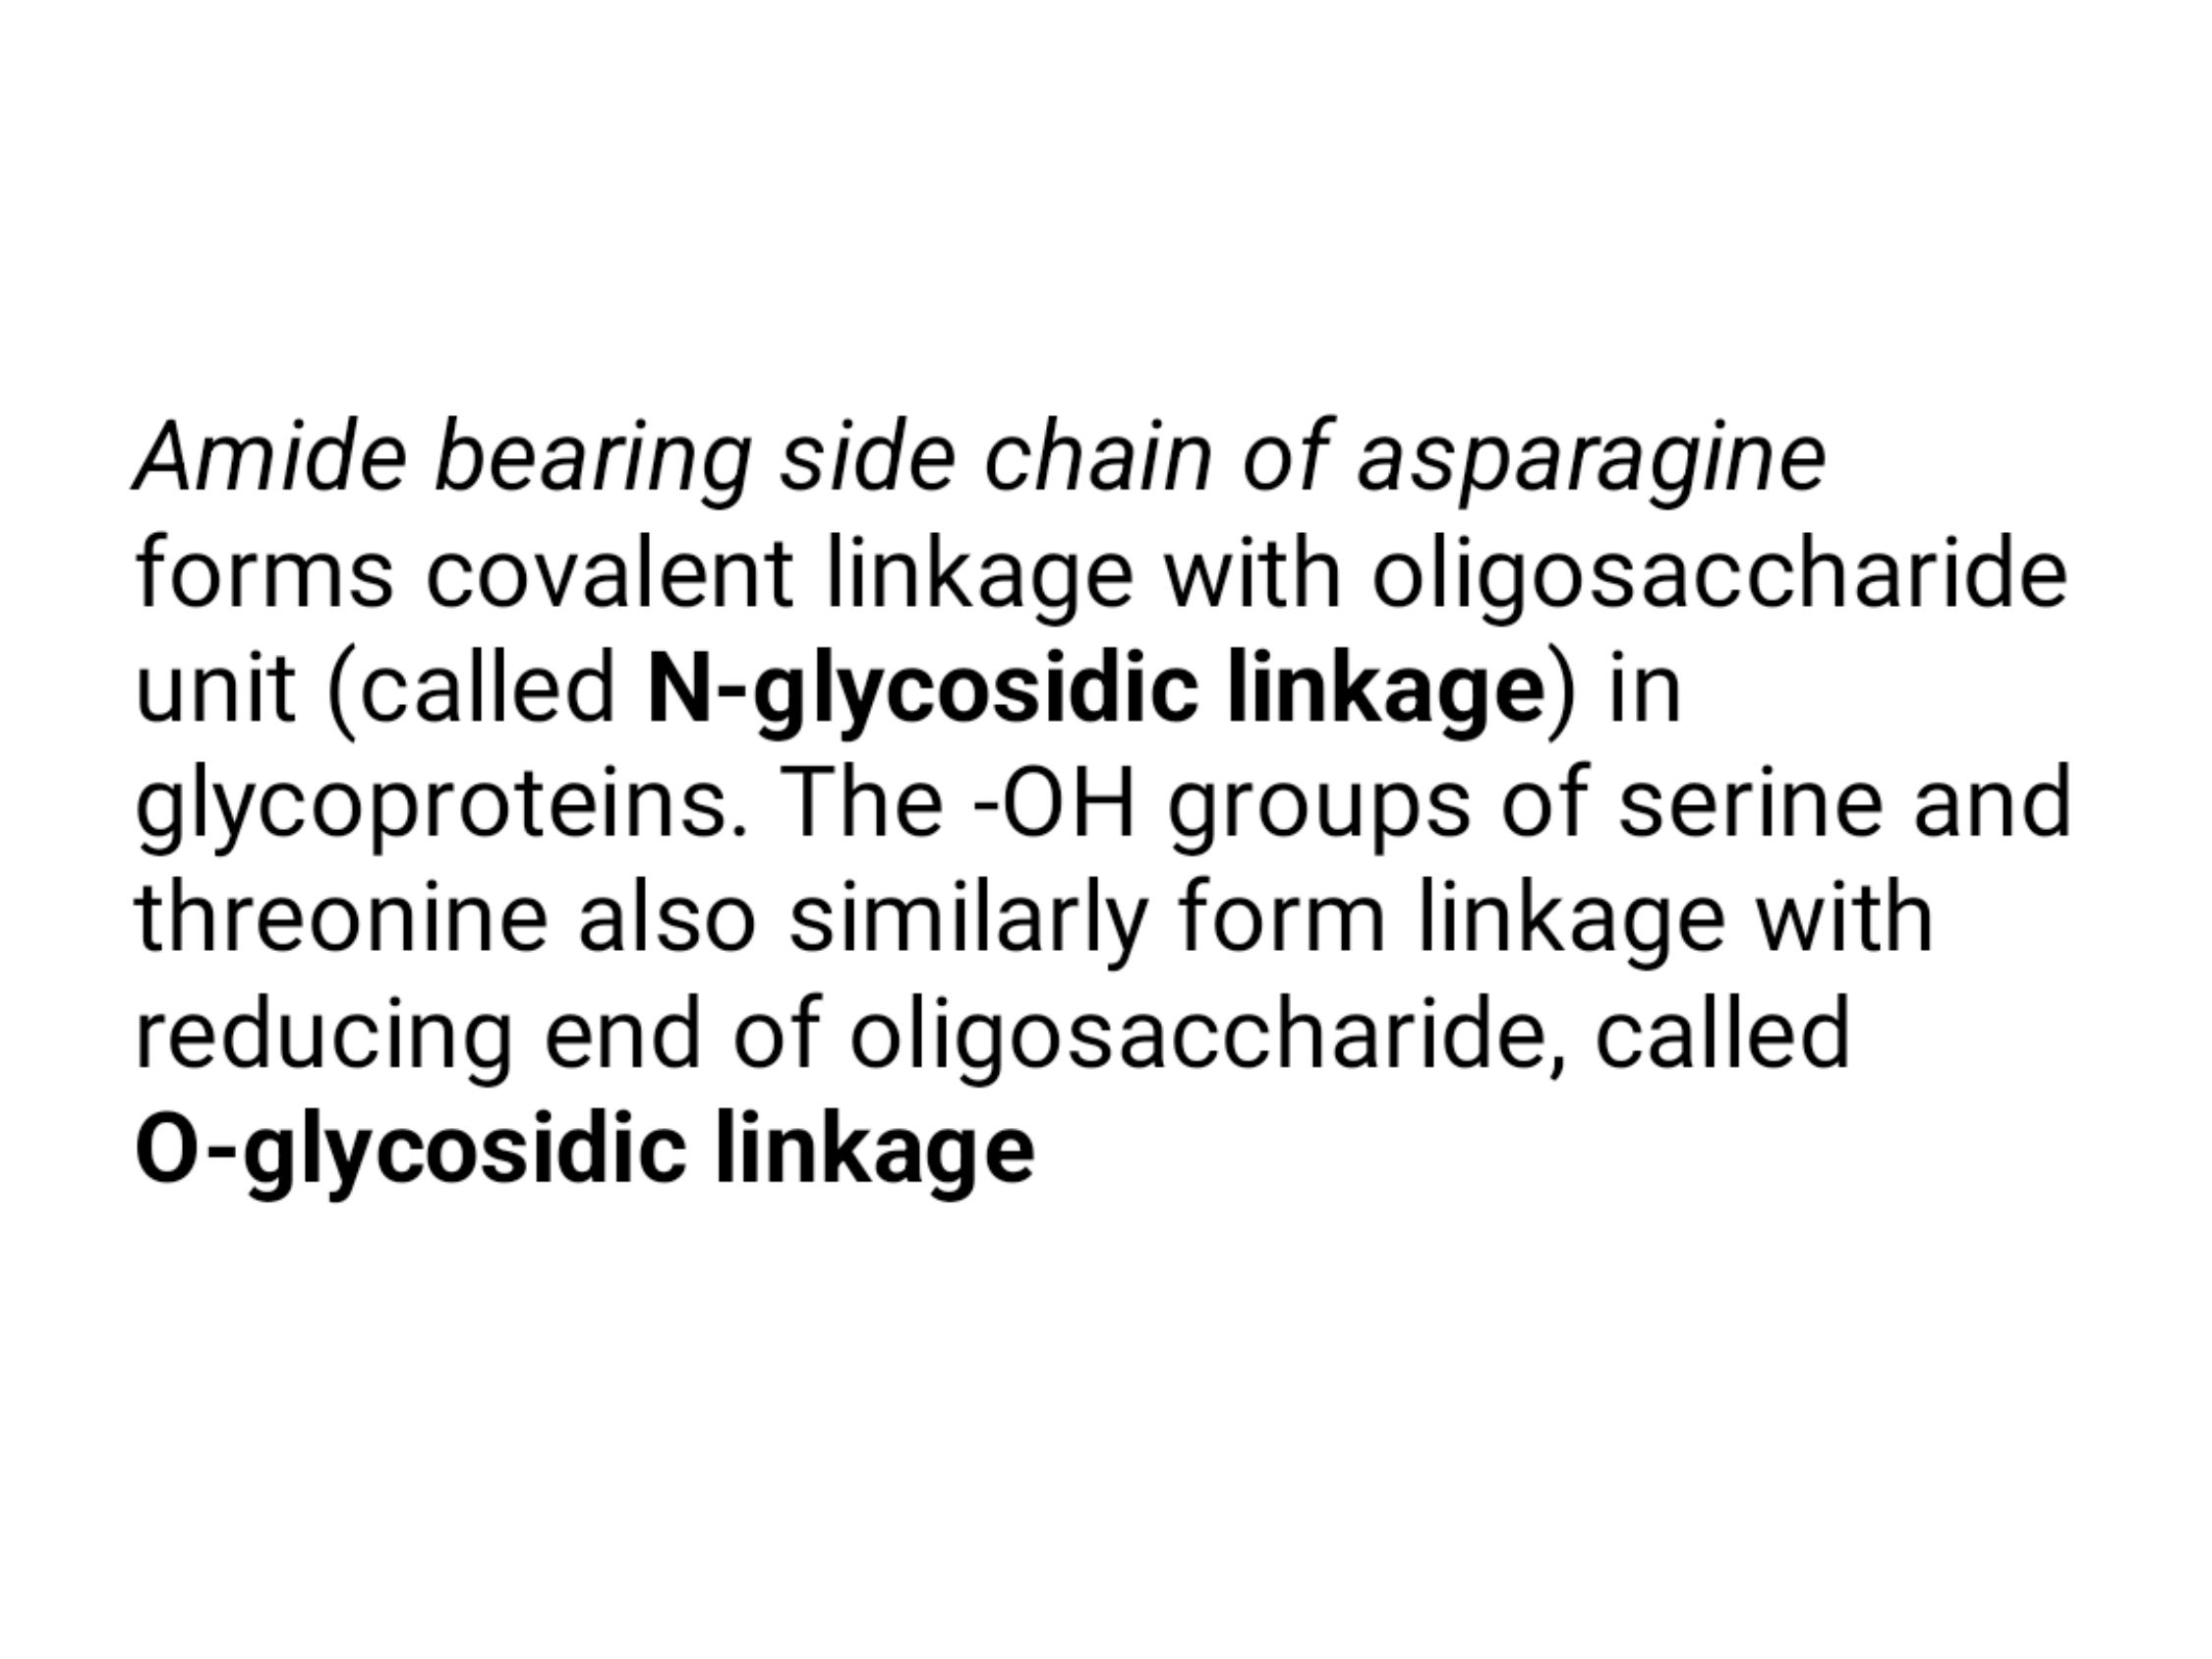 Amide bearing side chain of asparagine
forms covalent linkage with oligosaccharide
unit (called N-glycosidic linkage) in
glycoproteins. The -OH groups of serine and
threonine also similarly form linkage with
reducing end of oligosaccharide, called
O-glycosidic linkage